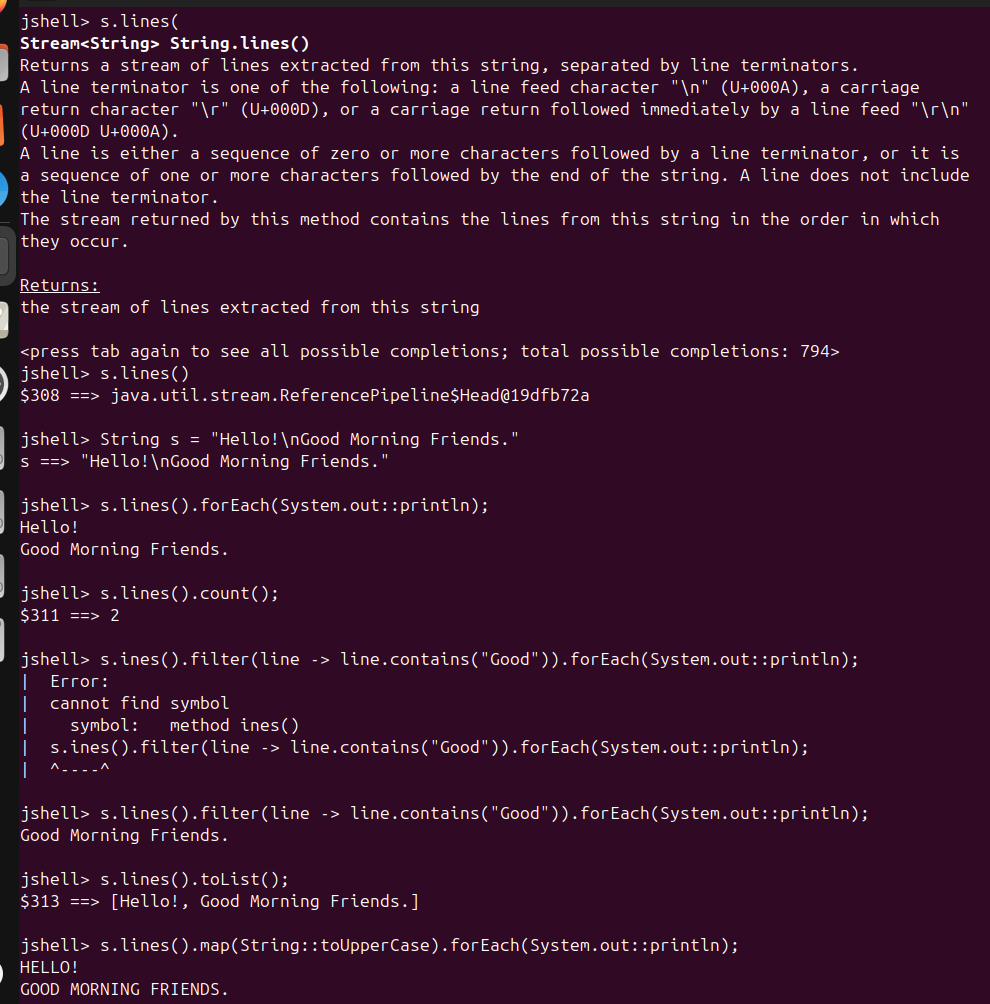 jshell> s.lines(
Stream<String> String.lines()
Returns a stream of lines extracted from this string, separated by line terminators.
A line terminator is one of the following: a line feed character "\n" (U+000A), a carriage
return character "\r" (U+000D), or a carriage return followed immediately by a line feed "\r\n"
(U+000D U+000A).
A line is either a sequence of zero or more characters followed by a line terminator, or it is
a sequence of one or more characters followed by the end of the string. A line does not include
the line terminator.
The stream returned by this method contains the lines from this string in the order in which
they occur.

Returns:
the stream of lines extracted from this string

<press tab again to see all possible completions; total possible completions: 794>
jshell> s.lines()
$308 ==> java.util.stream.ReferencePipeline$Head@19dfb72a

jshell> String s = "Hello!\nGood Morning Friends."
s ==> "Hello!\nGood Morning Friends."

jshell> s.lines().forEach(System.out::println);
Hello!
Good Morning Friends.

jshell> s.lines().count();
$311 ==> 2

jshell> s.ines().filter(line -> line.contains("Good")).forEach(System.out::println);
|  Error:
|  cannot find symbol
|    symbol:   method ines()
|  s.ines().filter(line -> line.contains("Good")).forEach(System.out::println);
|  ^----^

jshell> s.lines().filter(line -> line.contains("Good")).forEach(System.out::println);
Good Morning Friends.

jshell> s.lines().toList();
$313 ==> [Hello!, Good Morning Friends.]

jshell> s.lines().map(String::toUpperCase).forEach(System.out::println);
HELLO!
GOOD MORNING FRIENDS.